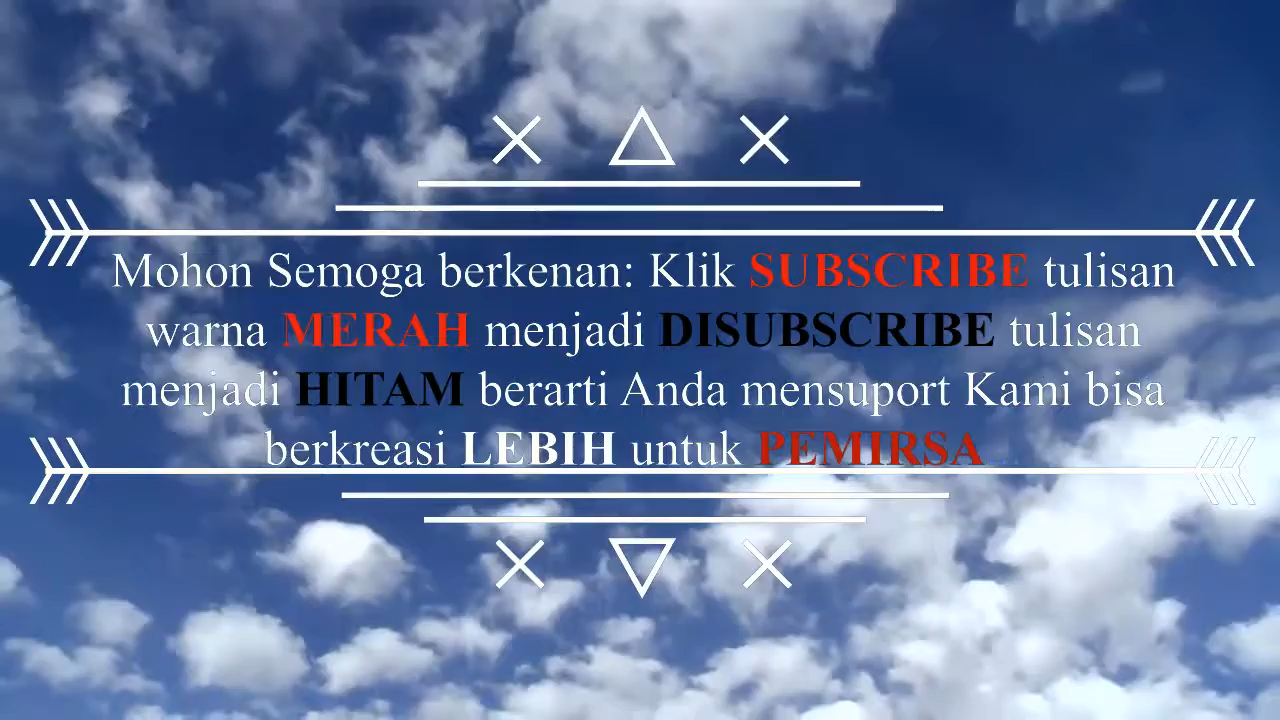 Mohon Semoga berkenan: Klik SUBSCRIBE tulisan
warna MERAH menjadi DISUBSCRIBE tulisan
menjadi HITAM berarti Anda mensuport Kami bisa
berkreasi LEBIH untuk PEMIRSA...